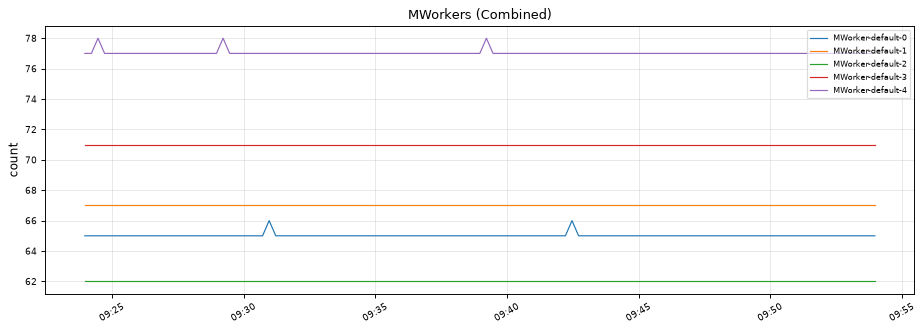 MWorkers (Combined)
MWorker-default-0
MWorker-default-1
MWorker-default-2
MWorker-default-3
MWorker-default-4
count
78
76
74
72
70
68
66
64
62
09:25
09:30
09:35
09:40
09:45
09:50
09:55